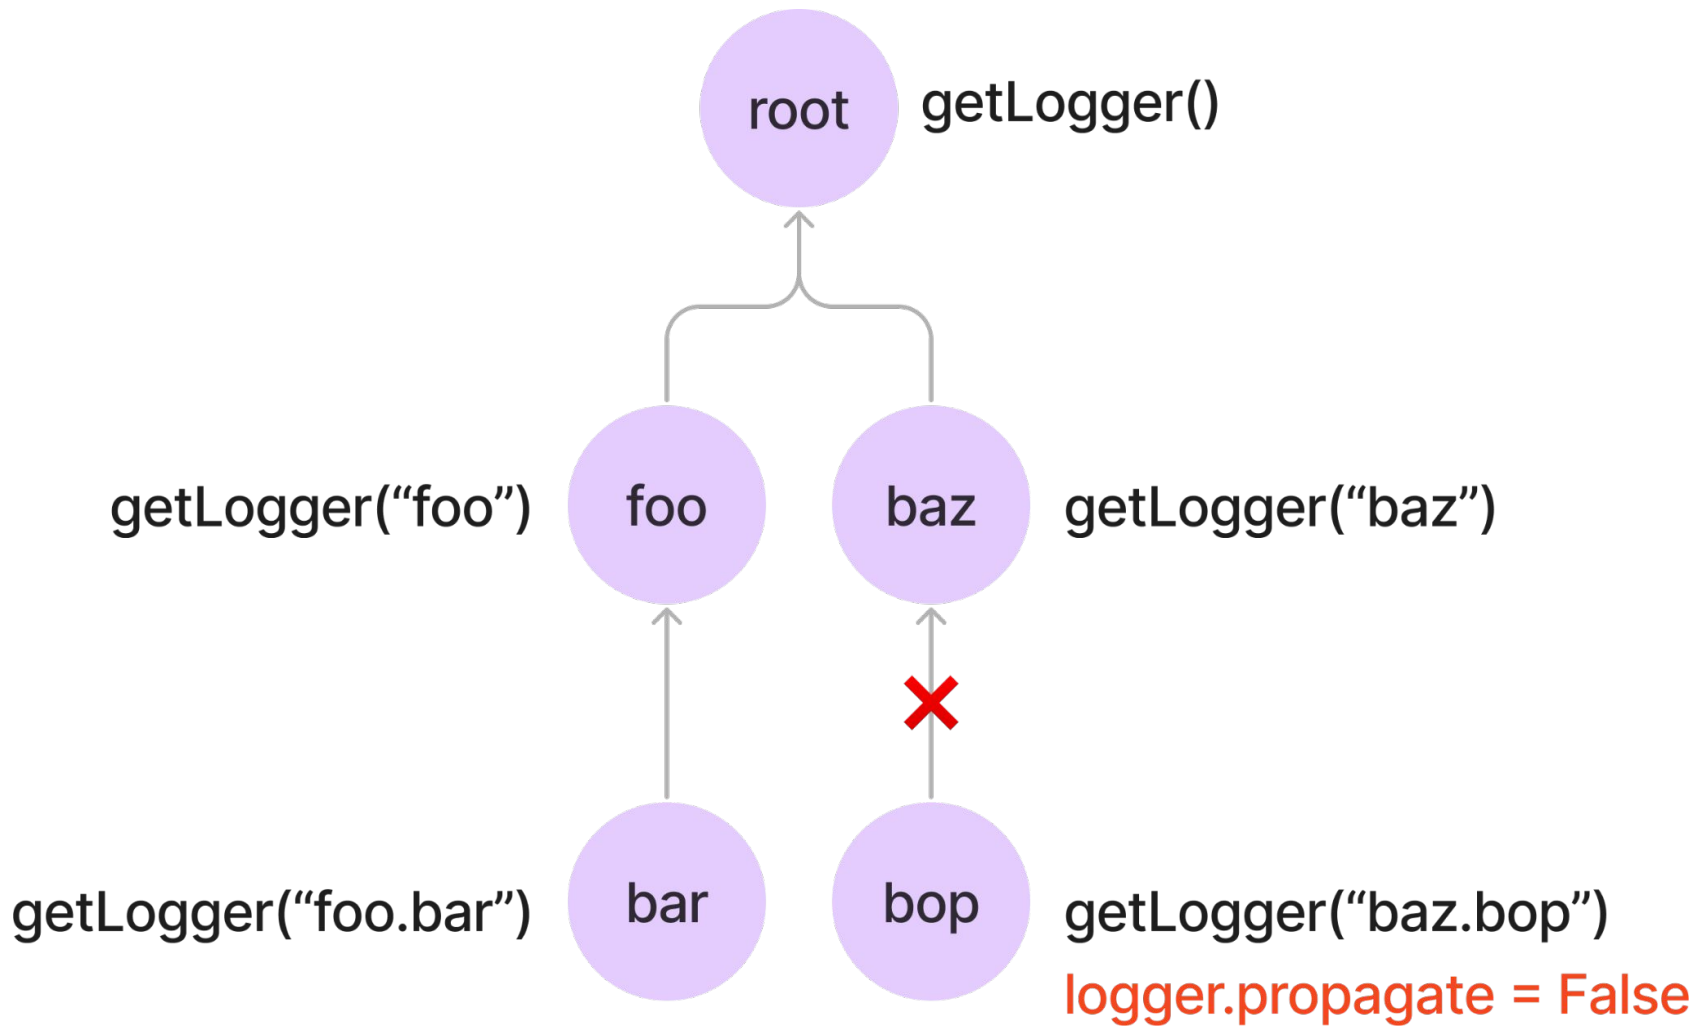 root
getLogger()
getLogger(“foo”)
foo
baz
getLogger(“baz”)
getLogger(“foo.bar”)
bar
bop
getLogger(“baz.bop”)
logger.propagate = False